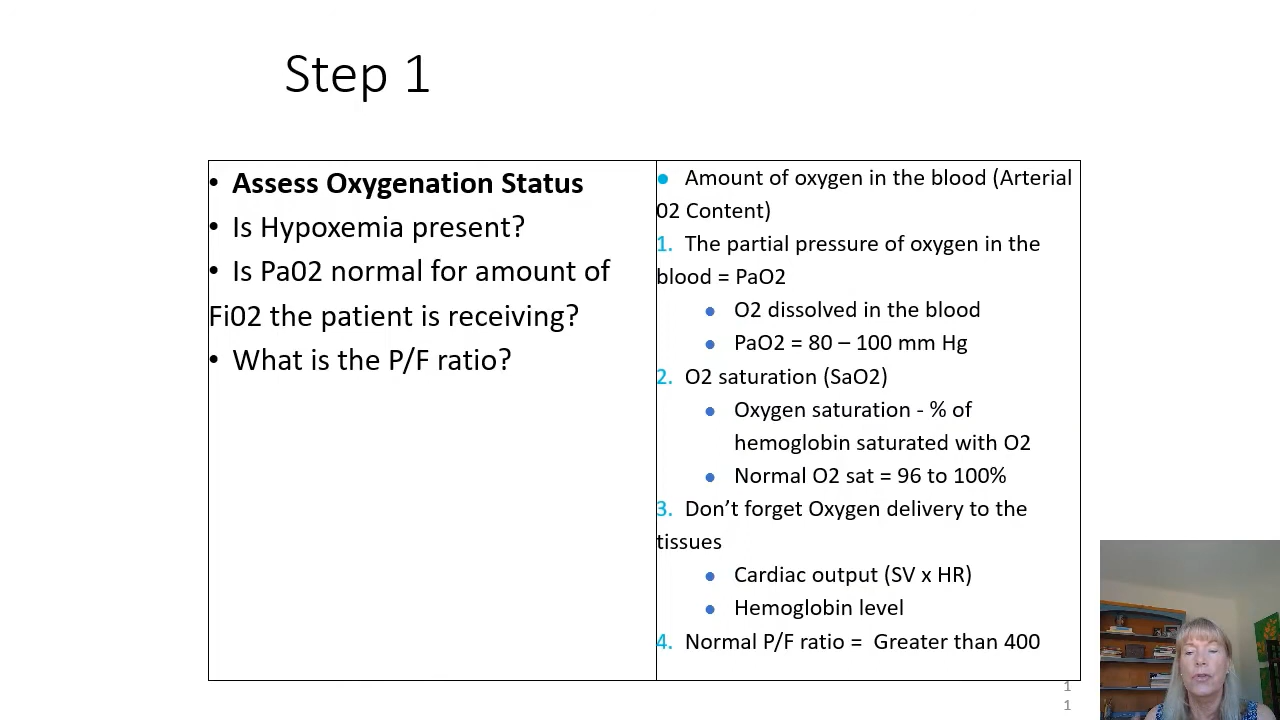 Step 1
• Assess Oxygenation Status
• Is Hypoxemia present?
• Is Pa02 normal for amount of
Fi02 the patient is receiving?
• What is the P/F ratio?
• Amount of oxygen in the blood (Arterial
02 Content)
1. The partial pressure of oxygen in the
blood = PaO2
• O2 dissolved in the blood
• PaO2 = 80 – 100 mm Hg
2. O2 saturation (SaO2)
• Oxygen saturation - % of
hemoglobin saturated with O2
• Normal O2 sat = 96 to 100%
3. Don’t forget Oxygen delivery to the
tissues
• Cardiac output (SV x HR)
• Hemoglobin level
4. Normal P/F ratio =  Greater than 400
1
1